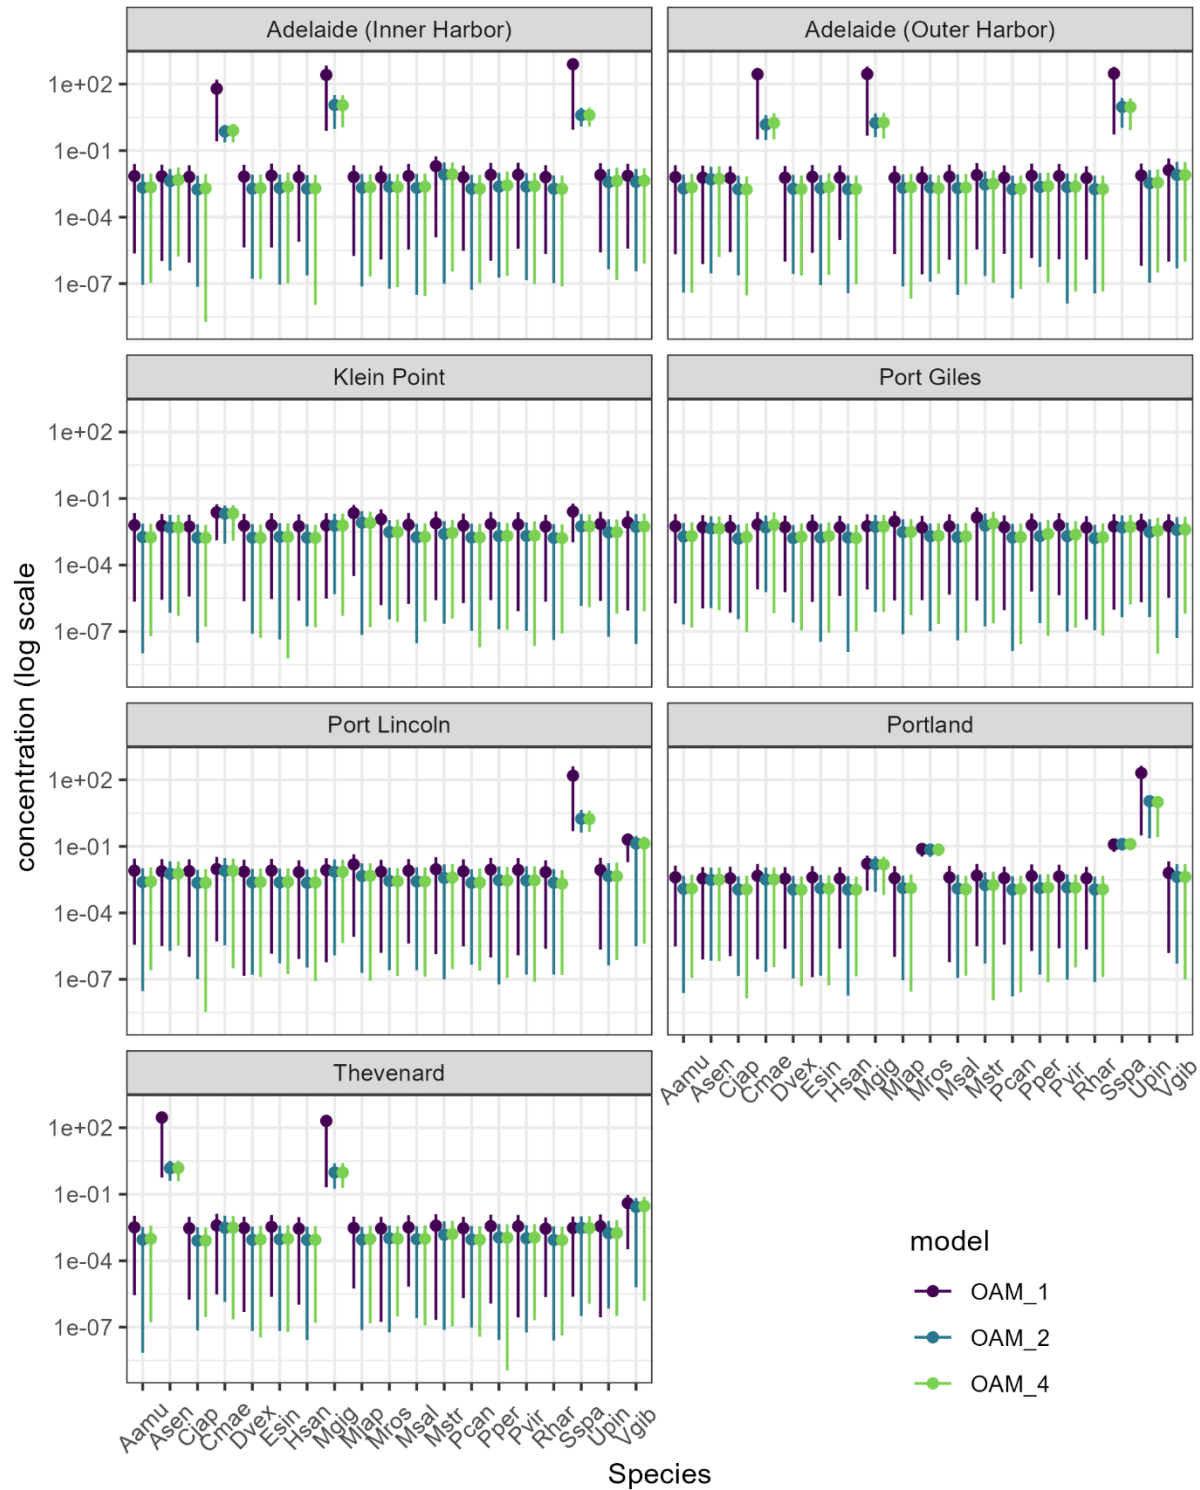 Adelaide (Inner Harbor)
Adelaide (Outer Harbor)
1e+02
1e-01
1e-04
1e-07
Klein Point
Port Giles
1e+02
1e-01
1e-04
1e-07
concentration (log scale
Port Lincoln
Portland
1e+02
1e-01
1e-04
1e-07
Aamu Asen Cjap Cmae Dvex Esin Hsan Mgig Mjap Mros Msal Mstr Pcan Pper Pvir Rhar Sspa Upin Vgib
Thevenard
1e+02
1e-01
1e-04
1e-07
Aamu Asen Cjap Cmae Dvex Esin Hsan Mgig Mjap Mros Msal Mstr Pcan Pper Pvir Rhar Sspa Upin Vgib
model
OAM_1
OAM_2
OAM_4
Species